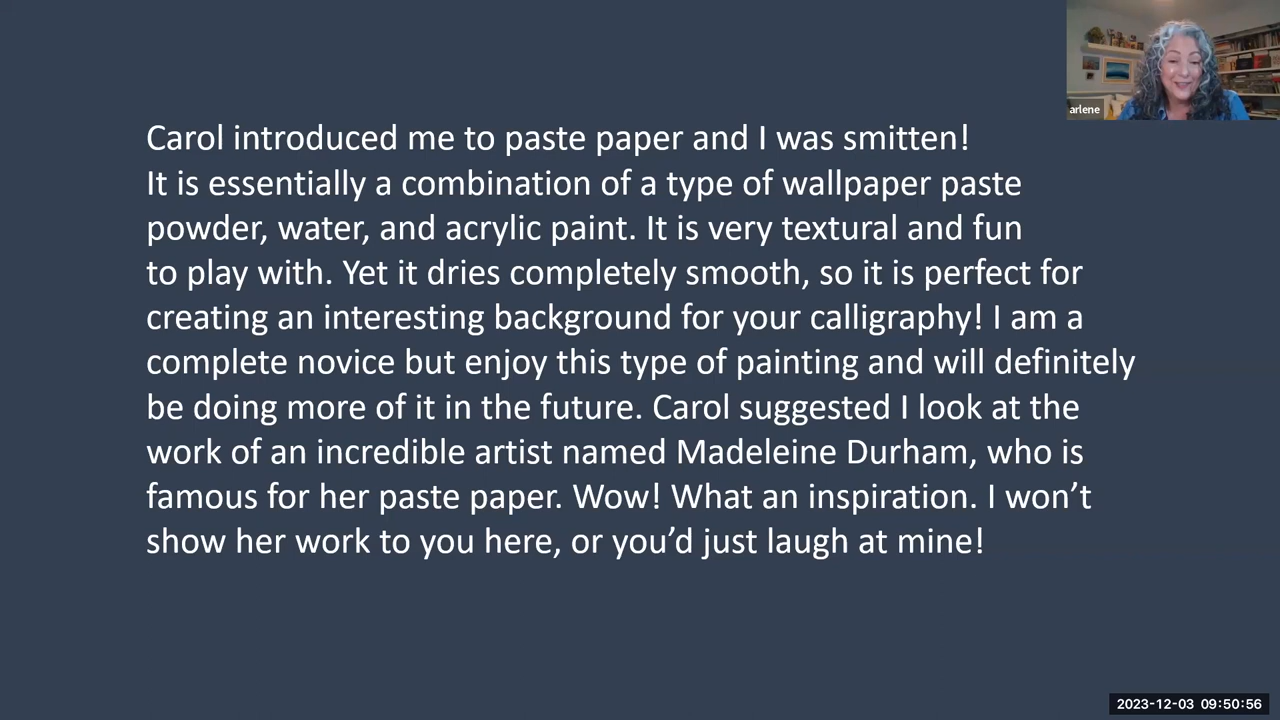 arlene
Carol introduced me to paste paper and I was smitten!
It is essentially a combination of a type of wallpaper paste
powder, water, and acrylic paint. It is very textural and fun
to play with. Yet it dries completely smooth, so it is perfect for
creating an interesting background for your calligraphy! I am a
complete novice but enjoy this type of painting and will definitely
be doing more of it in the future. Carol suggested I look at the
work of an incredible artist named Madeleine Durham, who is
famous for her paste paper. Wow! What an inspiration. I won’t
show her work to you here, or you’d just laugh at mine!
2023-12-03 09:50:56